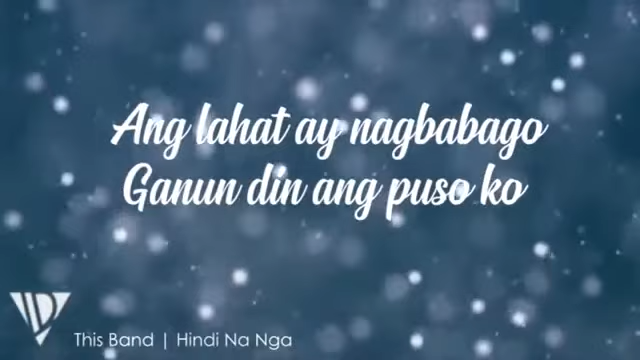 Ang lahat ay nagbabago
Ganun din ang puso ko
This Band | Hindi Na Nga